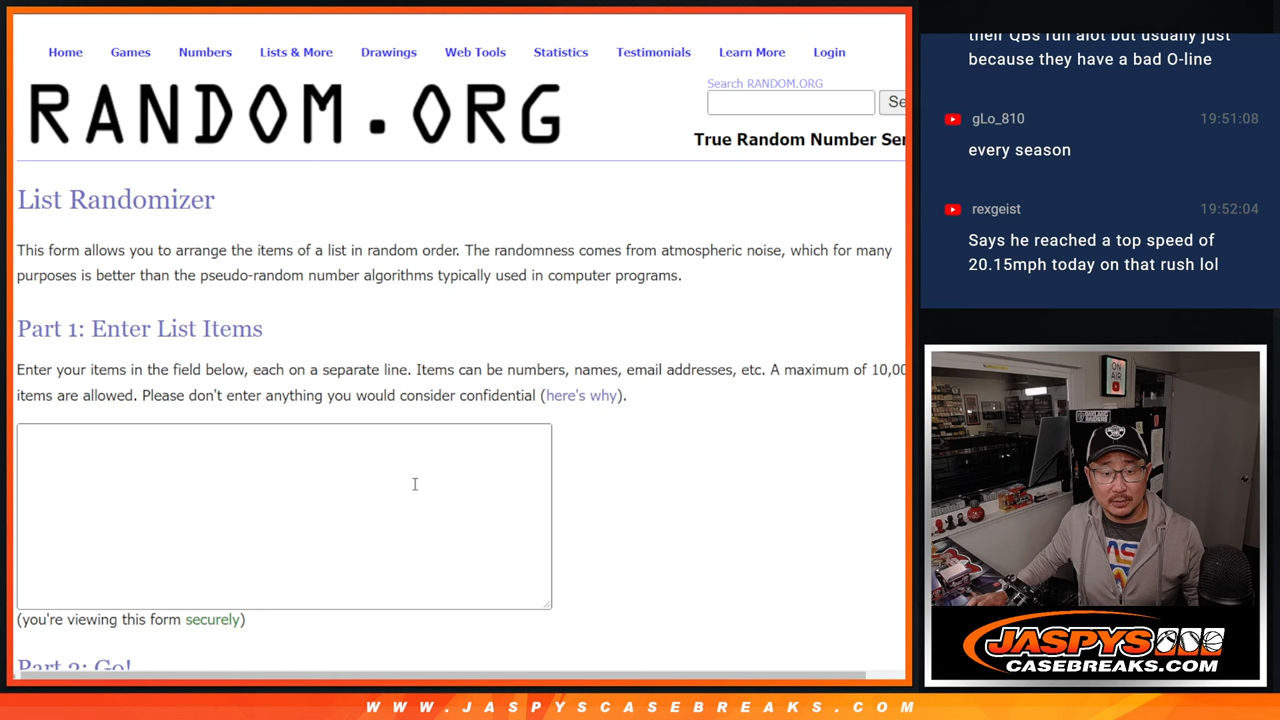 Home Games Numbers Lists & More Drawings Web Tools Statistics Testimonials Learn More Login
RANDOM.ORG
Search RANDOM.ORG
Se
True Random Number Ser
List Randomizer
This form allows you to arrange the items of a list in random order. The randomness comes from atmospheric noise, which for many
purposes is better than the pseudo-random number algorithms typically used in computer programs.
Part 1: Enter List Items
Enter your items in the field below, each on a separate line. Items can be numbers, names, email addresses, etc. A maximum of 10,00
items are allowed. Please don't enter anything you would consider confidential (here's why).
(you're viewing this form securely)
Part 2: Go!
their QBs run alot but usually just
because they have a bad O-line
gLo_810 19:51:08
every season
rexgeist 19:52:04
Says he reached a top speed of
20.15mph today on that rush lol
ON
AIR
JASPYS
CASEBREAKS.COM
WWW.JASPYSCASEBREAKS.COM